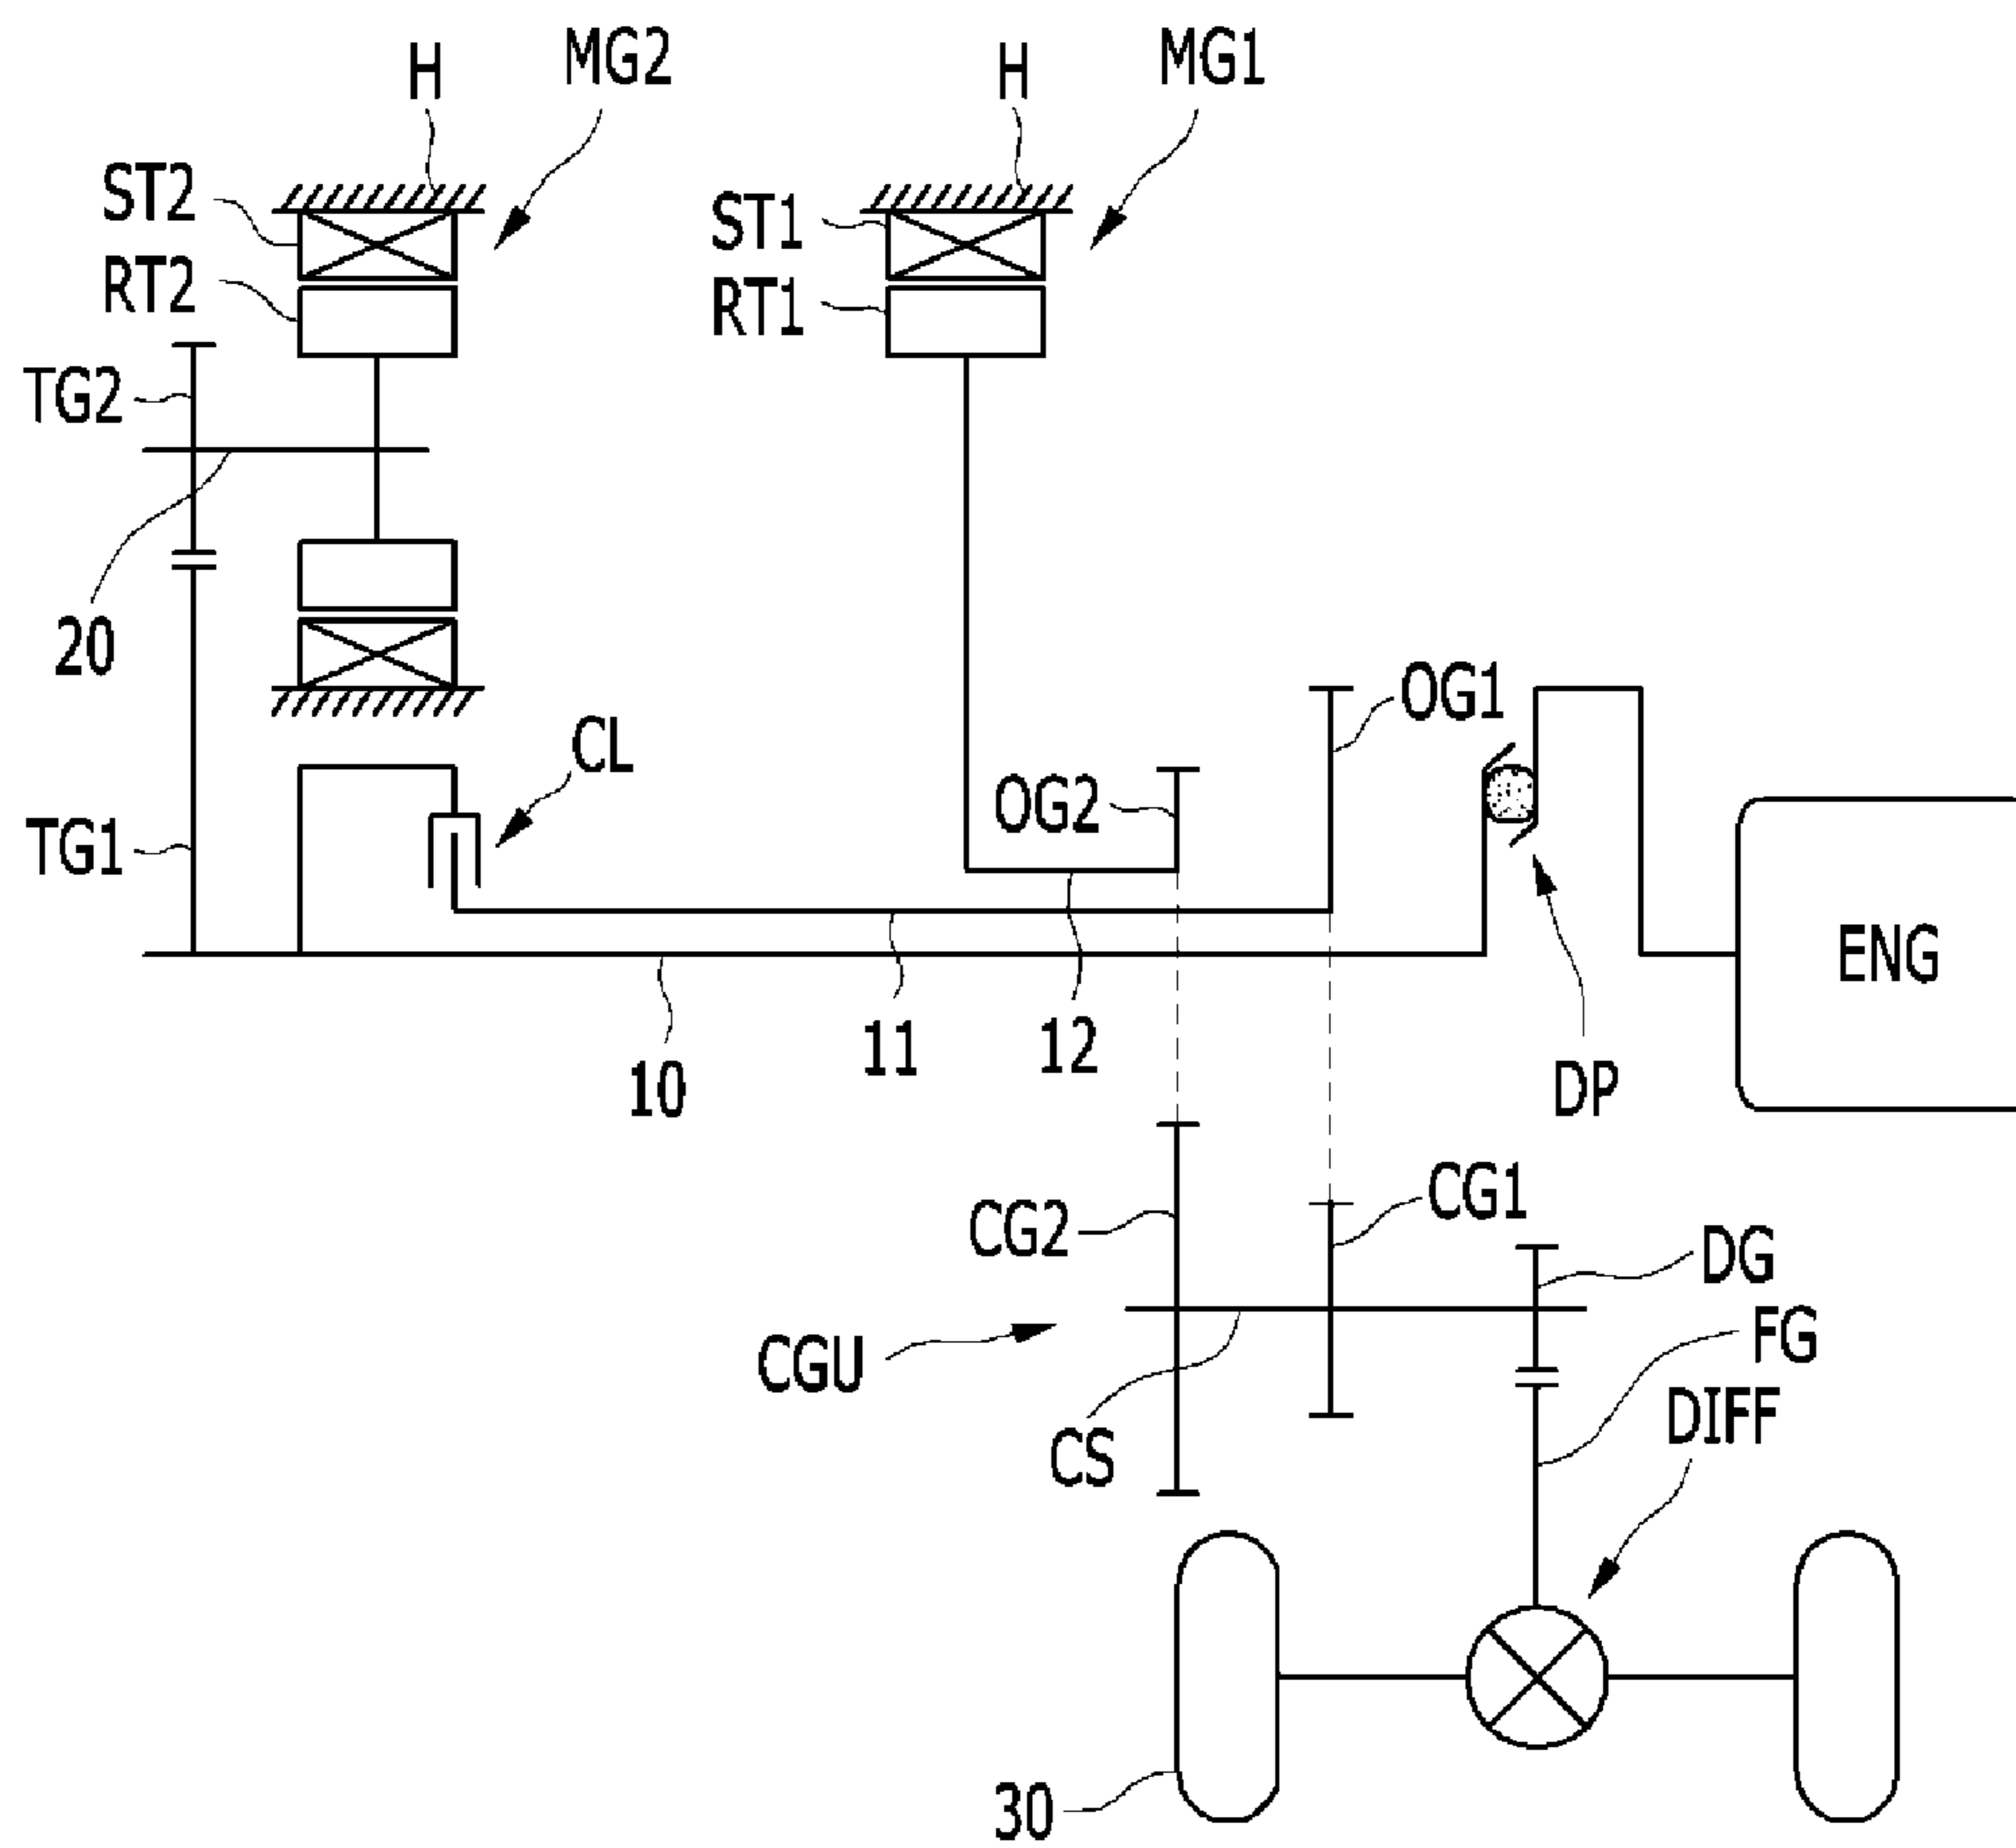 H
MG2
H
MG1
ST2
ST1
RT2
RT1
TG2
20
CL
OG1
OG2
TG1
ENG
11
12
10
DP
CG2
CG1
DG
FG
CGU
DIFF
CS
30